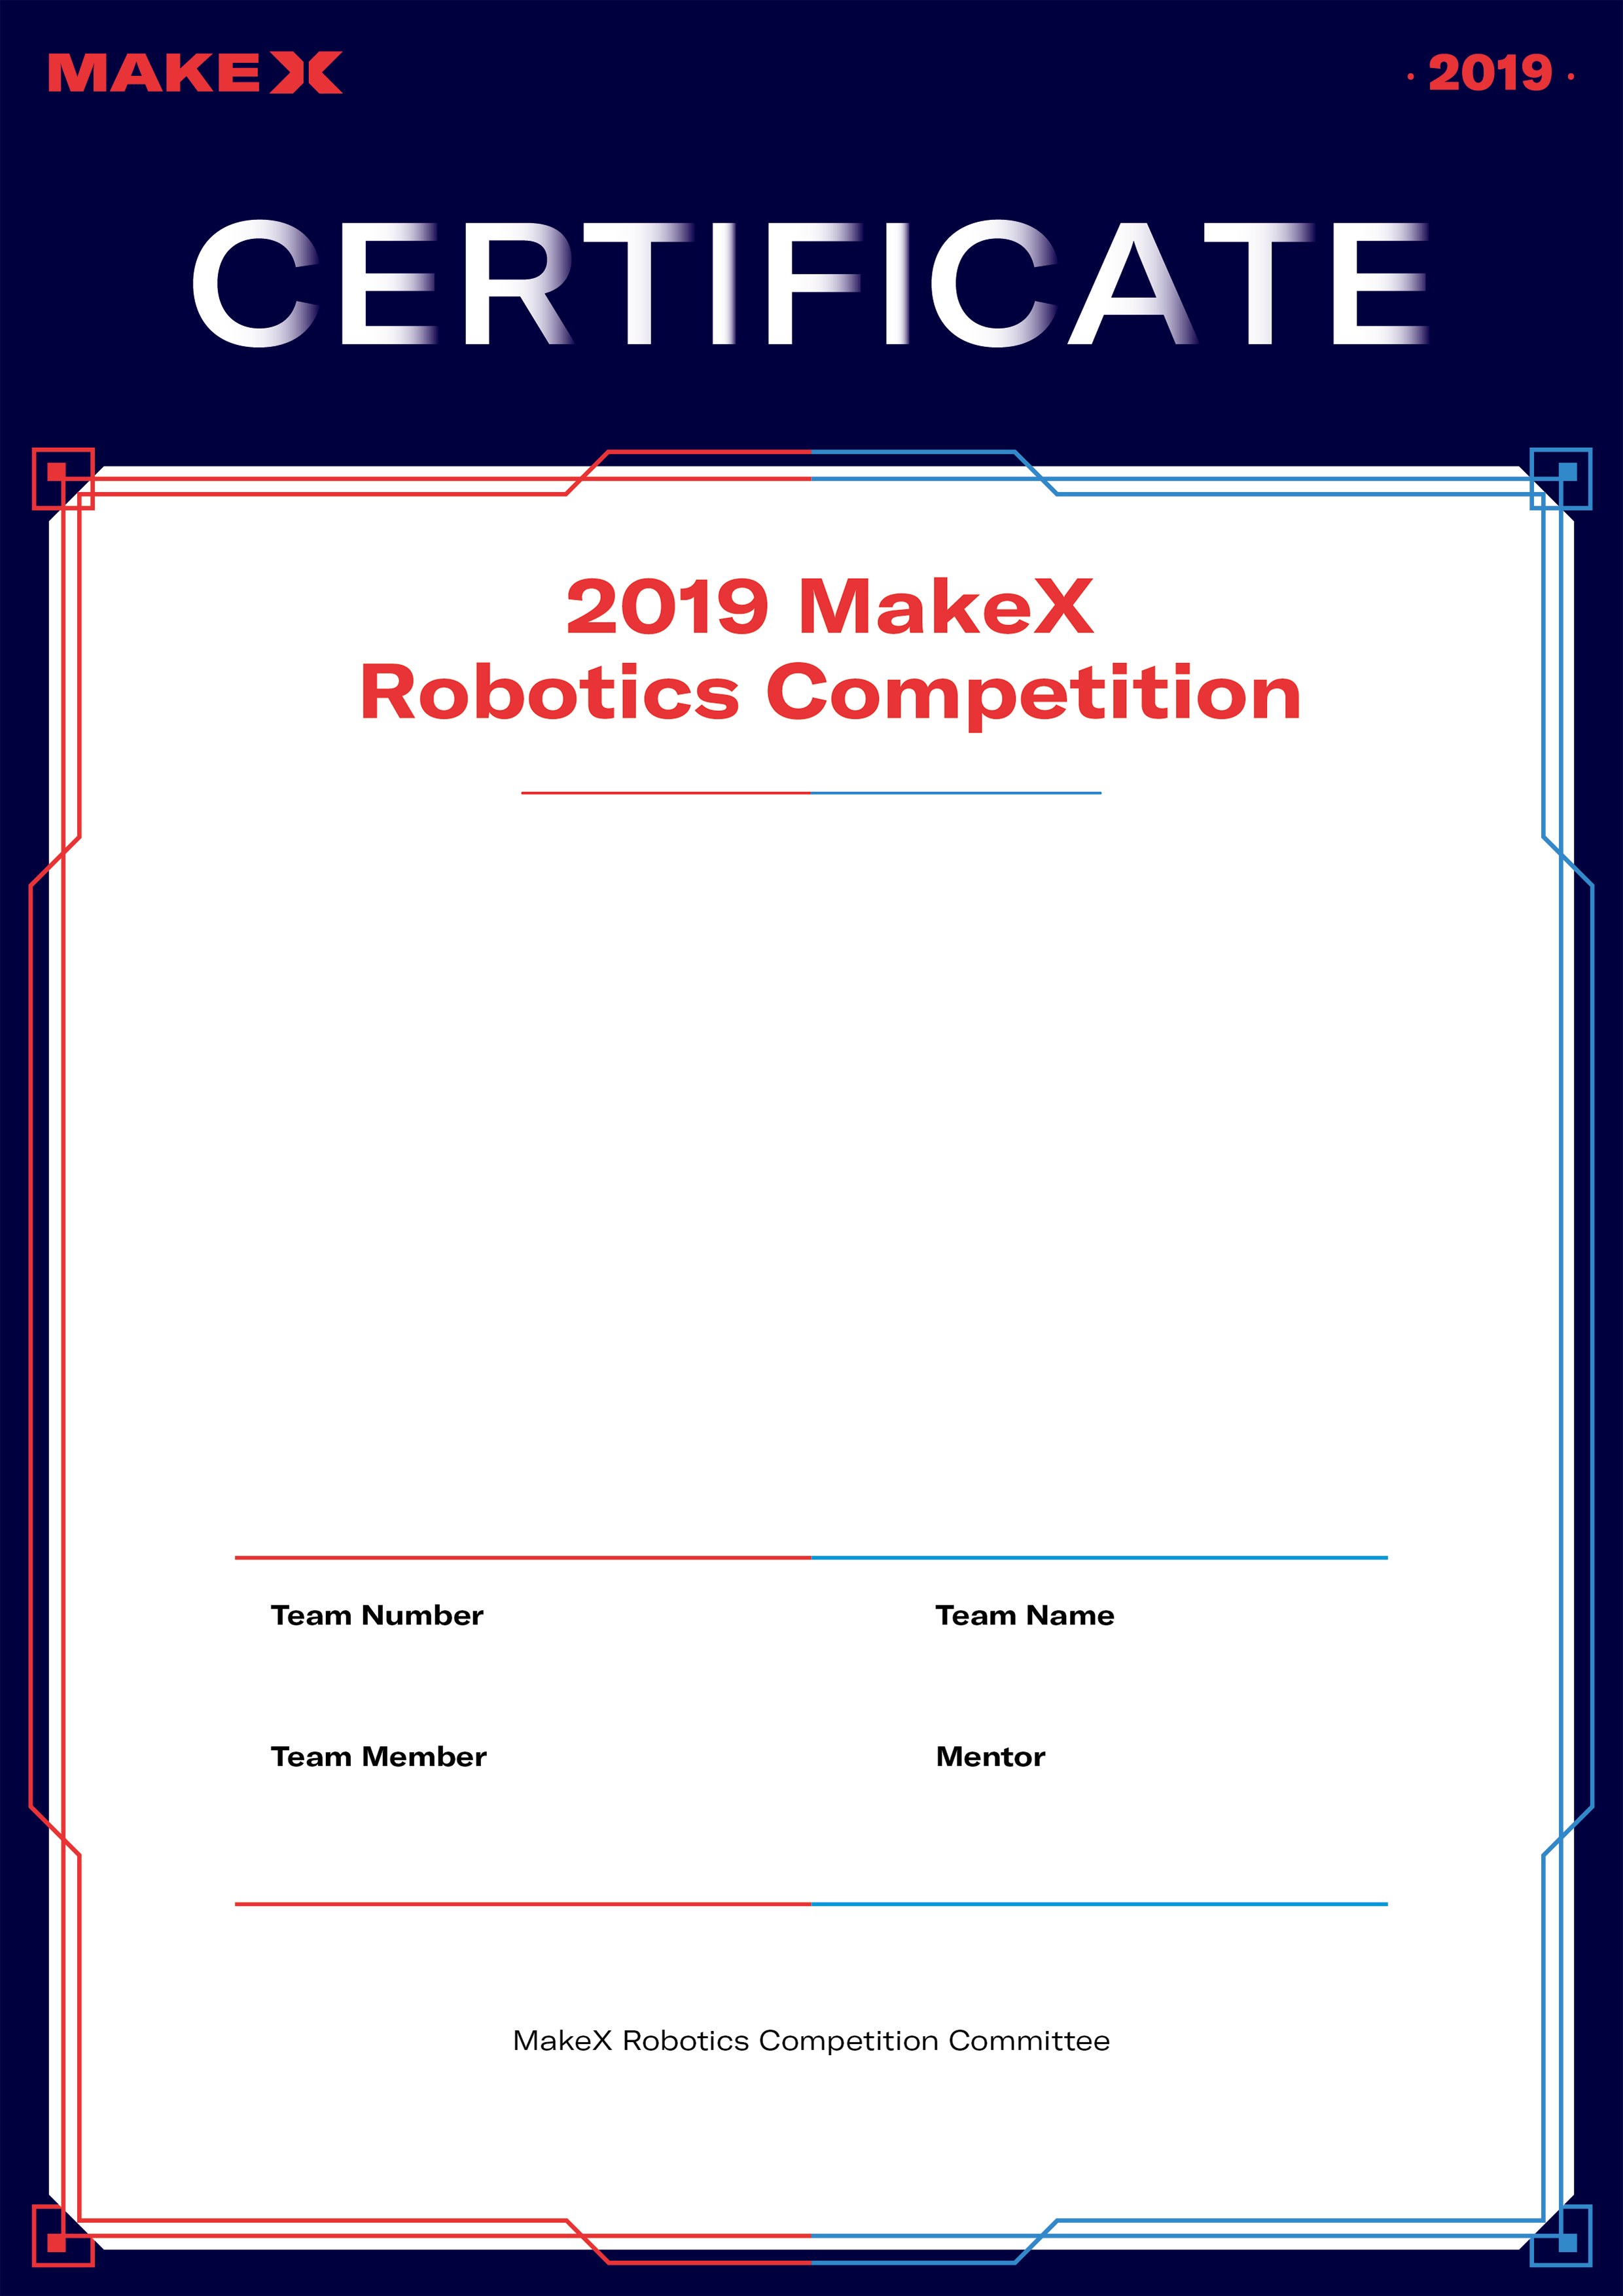 MAKEX
· 2019 ·
CERTIFICATE
2019 MakeX
Robotics Competition
Team Number
Team Name
Team Member
Mentor
MakeX Robotics Competition Committee